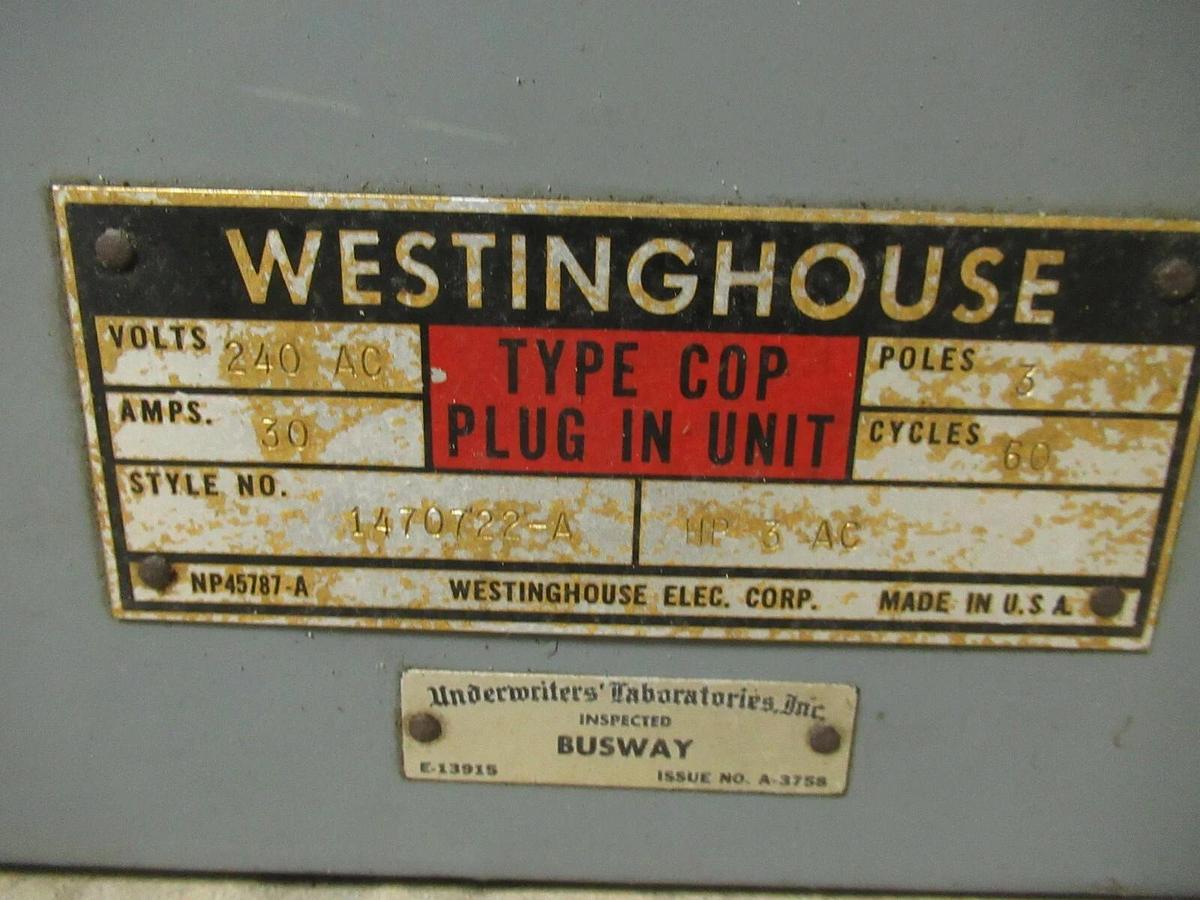 WESTINGHOUSE
VOLTS 240 AC
TYPE COP
POLES 3
AMPS. 30
PLUG IN UNIT
CYCLES 60
STYLE NO.
1470722-A
HP 3 AC
NP45787-A WESTINGHOUSE ELEC. CORP. MADE IN U.S.A.
Underwriters' Laboratories, Inc.
INSPECTED
BUSWAY
E-13915 ISSUE NO. A-3758